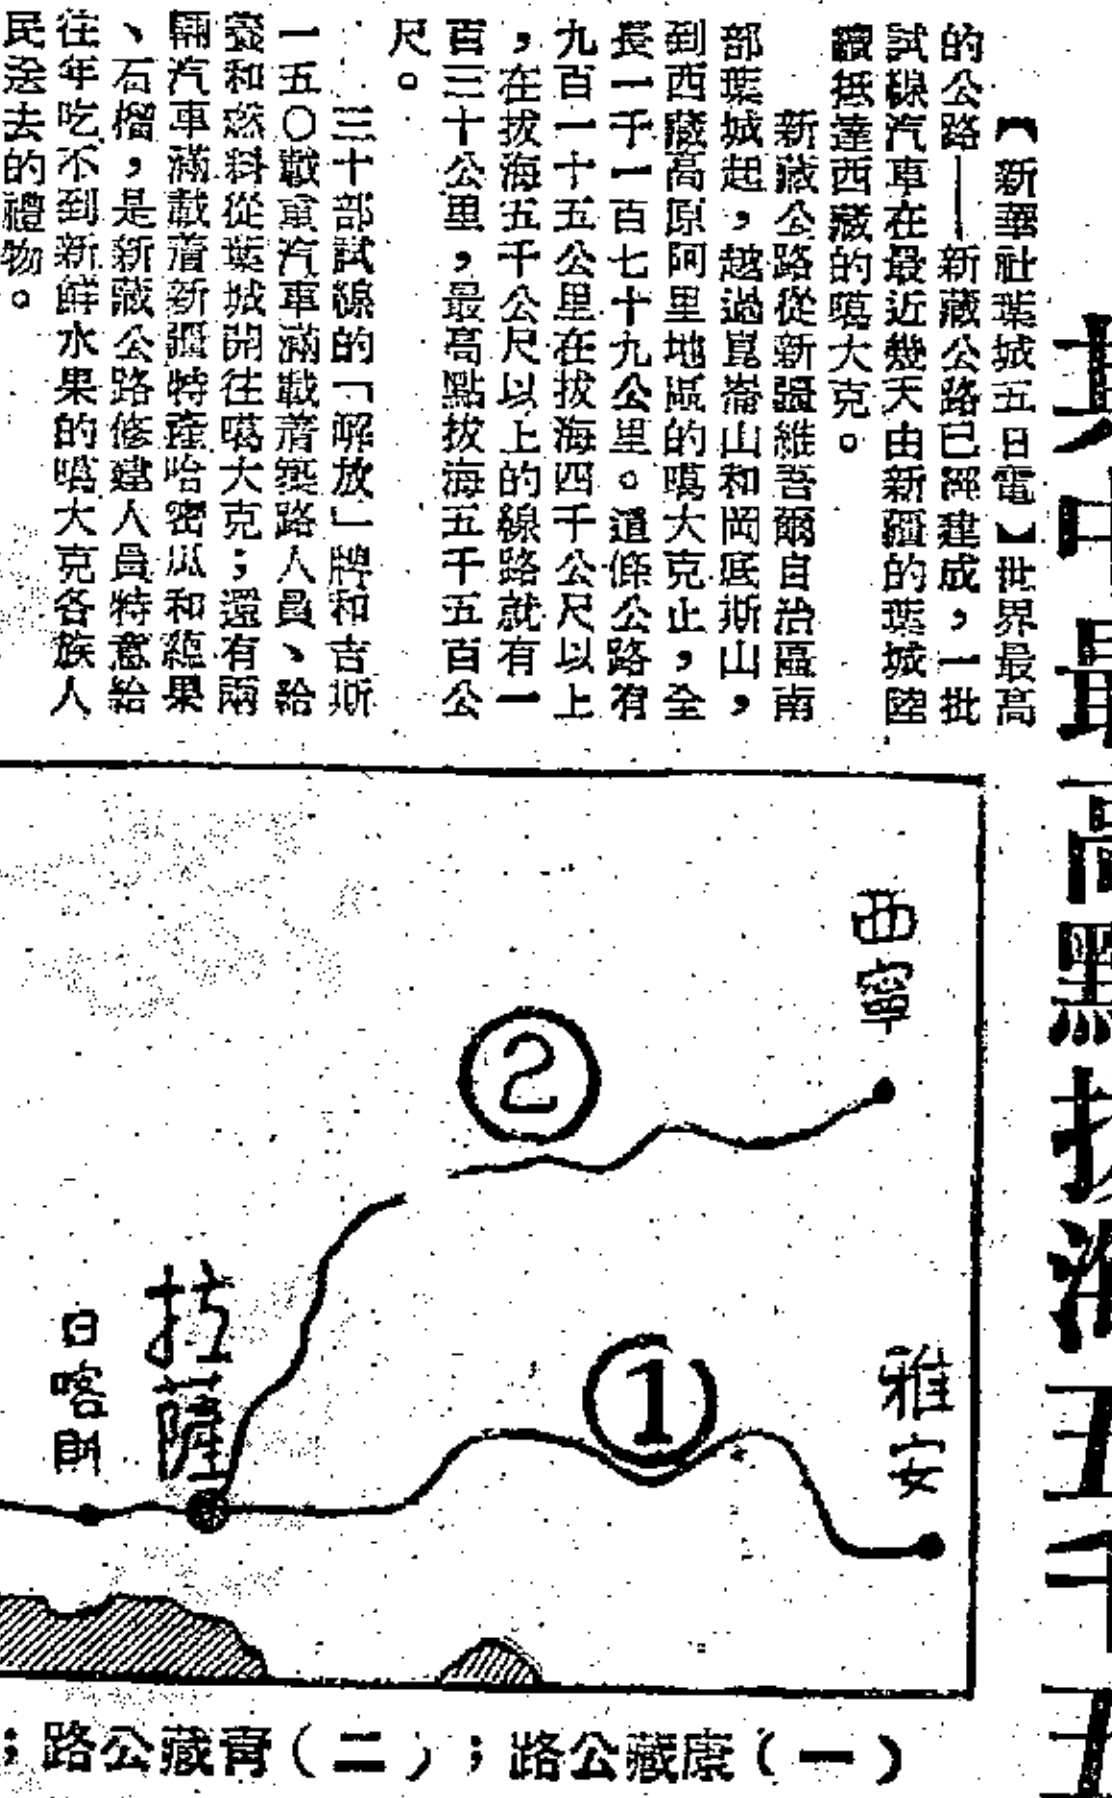 其中最高點拔海五千五
【新華社葉城五日電】世界最高
的公路——新藏公路已經建成，一批
試線汽車在最近幾天由新疆的葉城陸
續抵達西藏的噶大克。
新藏公路從新疆維吾爾自治區南
部葉城起，越過崑崙山和岡底斯山，
到西藏高原阿里地區的噶大克止，全
長一千一百七十九公里。這條公路有
九百一十五公里在拔海四千公尺以上
，在拔海五千公尺以上的線路就有一
百三十公里，最高點拔海五千五百公
尺。
三十部試線的「解放」牌和吉斯
一五〇載重汽車滿載着築路人員、給
養和燃料從葉城開往噶大克；還有兩
輛汽車滿載着新疆特產哈密瓜和蘋果
、石榴，是新藏公路修建人員特意給
往年吃不到新鮮水果的噶大克各族人
民送去的禮物。
西寧
②
拉薩
日喀則
①
雅安
（一）康藏公路；（二）青藏公路；